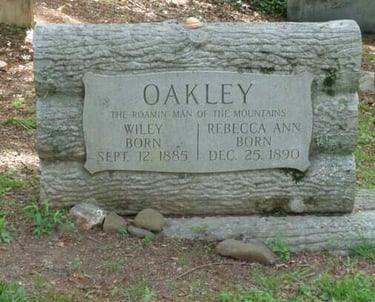 OAKLEY
THE ROAMIN' MAN OF THE MOUNTAINS
WILEY
BORN
SEPT. 12, 1885
REBECCA ANN
BORN
DEC. 25, 1890